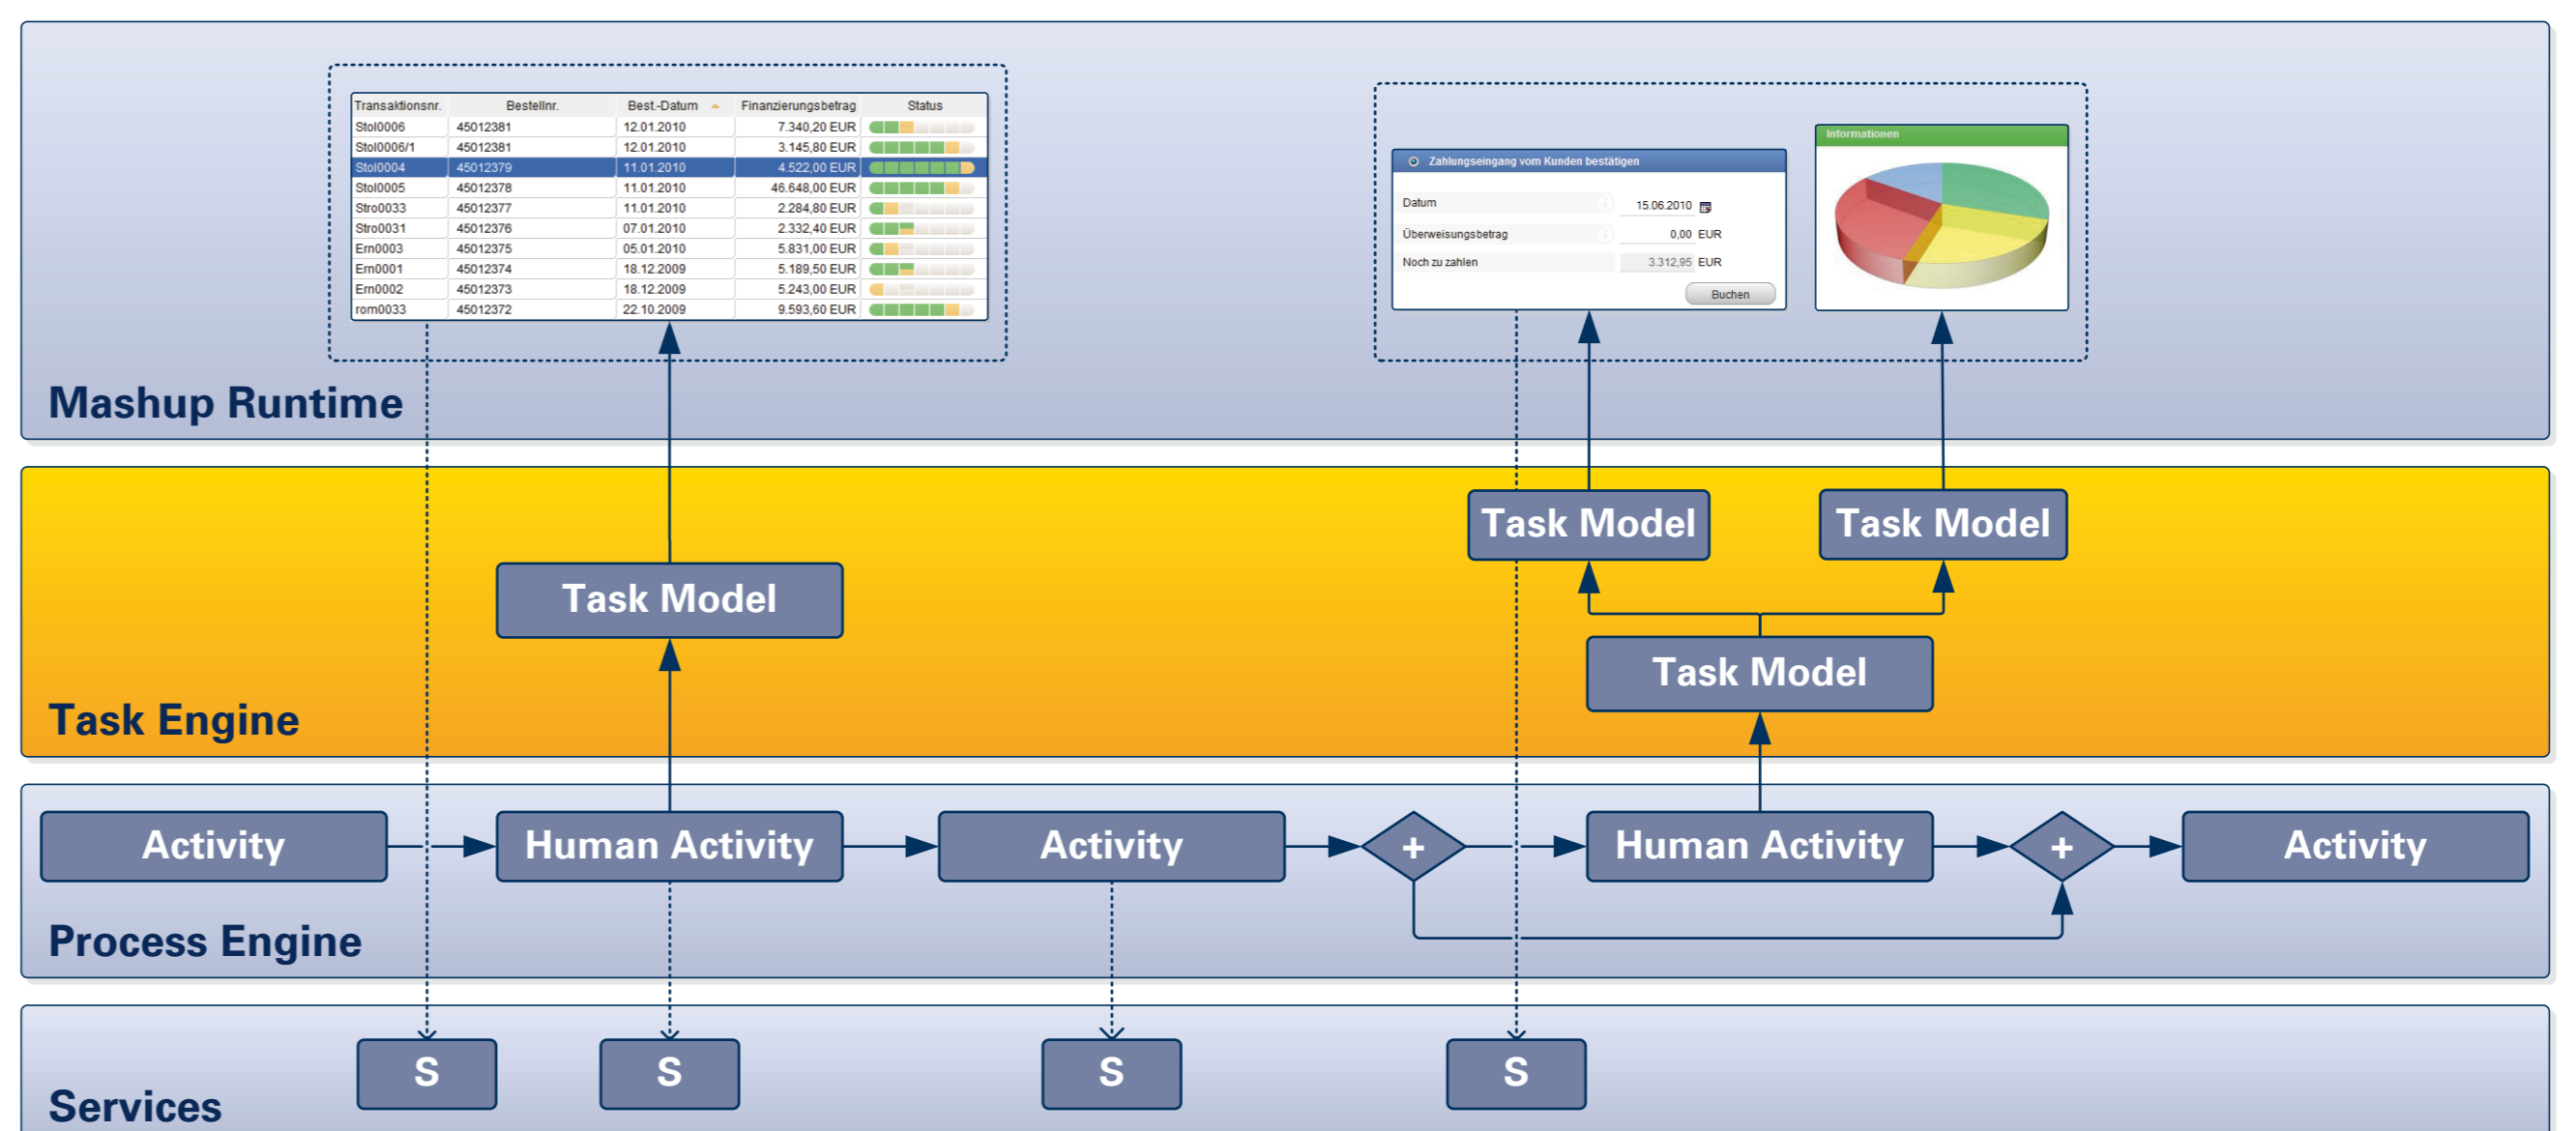 Transaktionsnr. Bestellnr. Best.-Datum Finanzierungsbetrag Status
Stol0006 45012381 12.01.2010 7.340,20 EUR
Stol0006/1 45012381 12.01.2010 3.145,80 EUR
Stol0004 45012379 11.01.2010 4.522,00 EUR
Stol0005 45012378 11.01.2010 46.648,00 EUR
Stro0033 45012377 11.01.2010 2.284,80 EUR
Stro0031 45012376 07.01.2010 2.332,40 EUR
Ern0003 45012375 05.01.2010 5.831,00 EUR
Ern0001 45012374 18.12.2009 5.189,50 EUR
Ern0002 45012373 18.12.2009 5.243,00 EUR
rom0033 45012372 22.10.2009 9.593,60 EUR
Zahlungseingang vom Kunden bestätigen
Datum 15.06.2010
Überweisungsbetrag 0,00 EUR
Noch zu zahlen 3.312,95 EUR
Buchen
Informationen
Mashup Runtime
Task Model Task Model
Task Model
Task Model
Task Engine
Activity Human Activity Activity + Human Activity + Activity
Process Engine
S S S S
Services